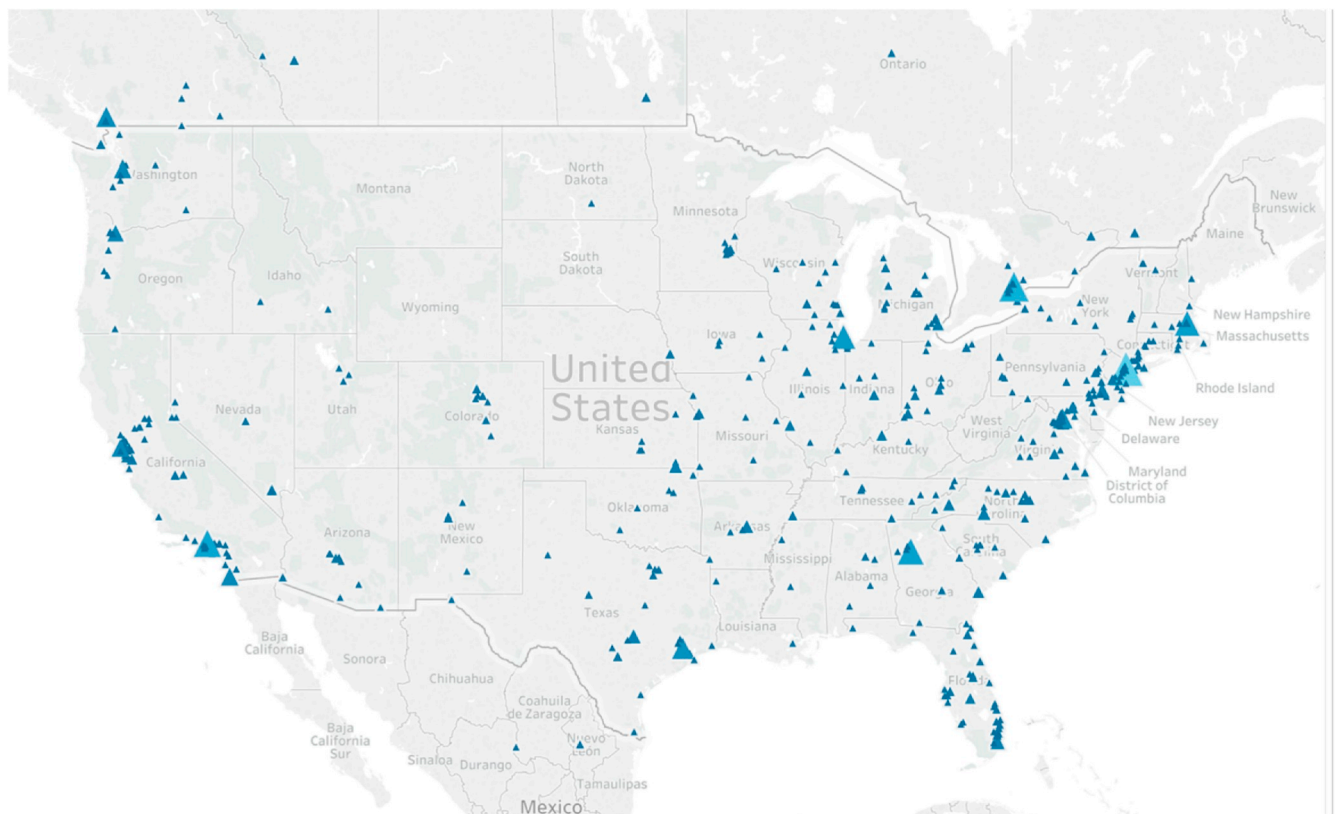 Ontario
Washington
Montana
North
Dakota
Minnesota
New
Brunswick
Maine
Oregon
Idaho
South
Dakota
Wisconsin
Michigan
Vermont
Wyoming
New
York
New Hampshire
Massachusetts
Iowa
Connecticut
United
States
Nevada
Utah
Colorado
Kansas
Missouri
Illinois
Indiana
Ohio
Pennsylvania
Rhode Island
New Jersey
Delaware
West
Virginia
Virginia
Kentucky
Maryland
District of
Columbia
California
Arizona
New
Mexico
Oklahoma
Arkansas
Tennessee
North
Carolina
South
Carolina
Mississippi
Alabama
Georgia
Texas
Louisiana
Florida
Baja
California
Sonora
Chihuahua
Coahuila
de Zaragoza
Baja
California
Sur
Sinaloa
Durango
Nuevo
León
Tamaulipas
Mexico